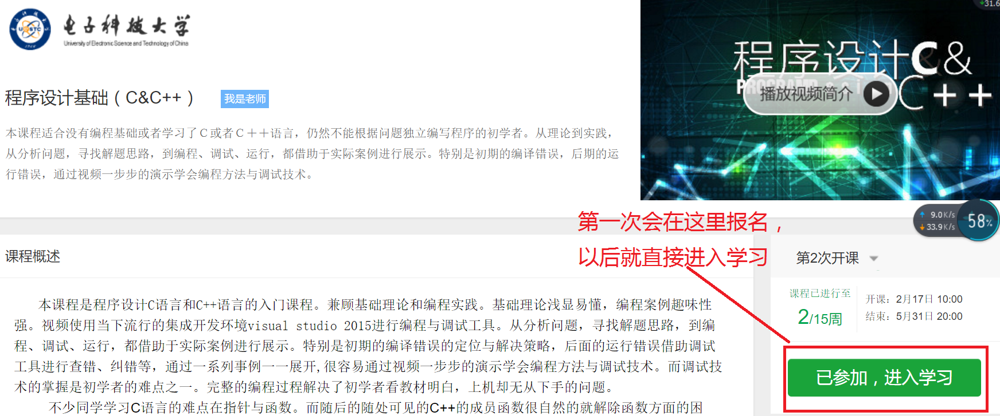 电子科技大学
University of Electronic Science and Technology of China
程序设计C&
C++
播放视频简介
31.6
程序设计基础（C&C++）
我是老师
本课程适合没有编程基础或者学习了Ｃ或者Ｃ＋＋语言，仍然不能根据问题独立编写程序的初学者。从理论到实践，
从分析问题，寻找解题思路，到编程、调试、运行，都借助于实际案例进行展示。特别是初期的编译错误，后期的运
行错误，通过视频一步步的演示学会编程方法与调试技术。
第一次会在这里报名，
以后就直接进入学习
9.0K/s
33.9K/s
58%
课程概述
第2次开课
本课程是程序设计C语言和C++语言的入门课程。兼顾基础理论和编程实践。基础理论浅显易懂，编程案例趣味性
强。视频使用当下流行的集成开发环境visual studio 2015进行编程与调试工具。从分析问题，寻找解题思路，到编
程、调试、运行，都借助于实际案例进行展示。特别是初期的编译错误的定位与解决策略，后面的运行错误借助调试
工具进行查错、纠错等，通过一系列事例一一展开,很容易通过视频一步步的演示学会编程方法与调试技术。而调试技
术的掌握是初学者的难点之一。完整的编程过程解决了初学者看教材明白，上机却无从下手的问题。
不少同学学习C语言的难点在指针与函数。而随后的随处可见的C++的成员函数很自然的就解除函数方面的困
课程已进行至
2/15周
开课：2月17日 10:00
结束：5月31日 20:00
已参加，进入学习